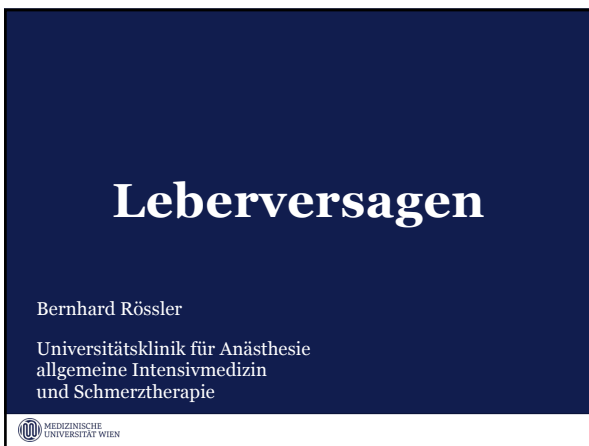 Leberversagen
Bernhard Rössler
Universitätsklinik für Anästhesie
allgemeine Intensivmedizin
und Schmerztherapie
MEDIZINISCHE
UNIVERSITÄT WIEN